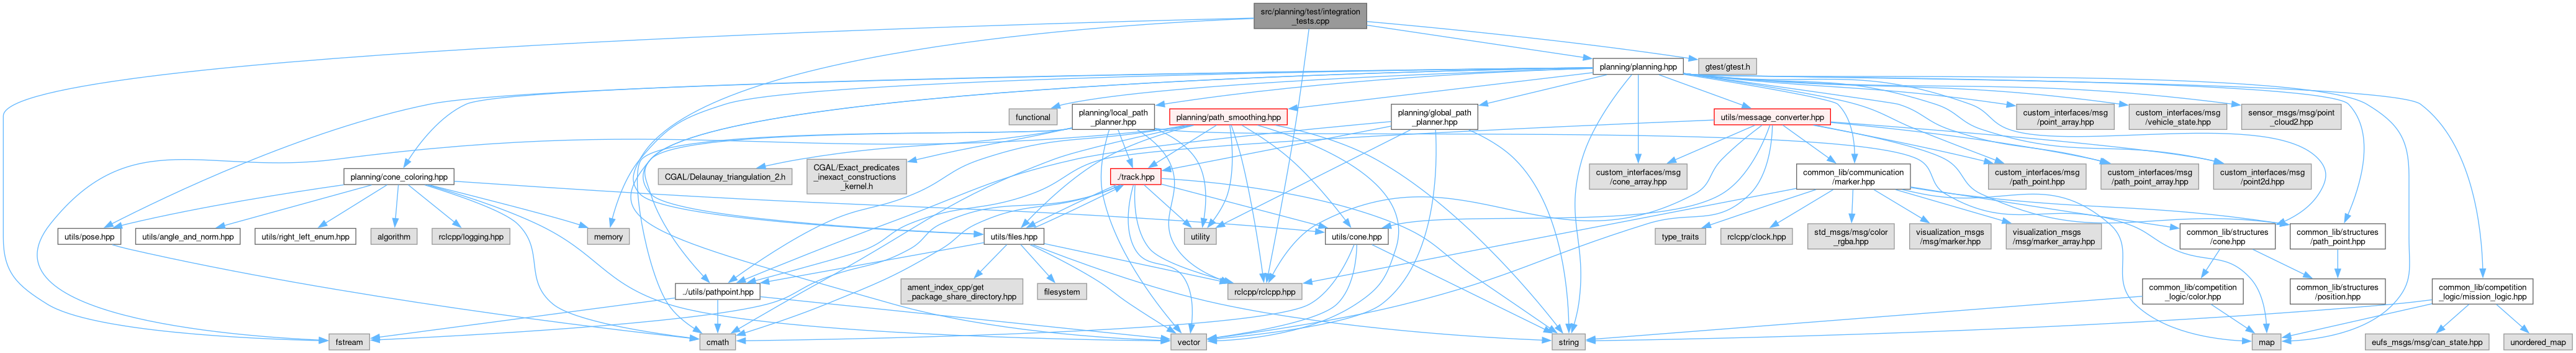 src/planning/test/integration
_tests.cpp
planning/planning.hpp
gtest/gtest.h
functional
planning/local_path
_planner.hpp
planning/path_smoothing.hpp
planning/global_path
_planner.hpp
utils/message_converter.hpp
custom_interfaces/msg
/point_array.hpp
custom_interfaces/msg
/vehicle_state.hpp
sensor_msgs/msg/point
_cloud2.hpp
planning/cone_coloring.hpp
CGAL/Delaunay_triangulation_2.h
CGAL/Exact_predicates
_inexact_constructions
_kernel.h
./track.hpp
custom_interfaces/msg
/cone_array.hpp
common_lib/communication
/marker.hpp
custom_interfaces/msg
/path_point.hpp
custom_interfaces/msg
/path_point_array.hpp
custom_interfaces/msg
/point2d.hpp
utils/pose.hpp
utils/angle_and_norm.hpp
utils/right_left_enum.hpp
algorithm
rclcpp/logging.hpp
memory
utils/files.hpp
utility
utils/cone.hpp
type_traits
rclcpp/clock.hpp
std_msgs/msg/color
_rgba.hpp
visualization_msgs
/msg/marker.hpp
visualization_msgs
/msg/marker_array.hpp
common_lib/structures
/cone.hpp
common_lib/structures
/path_point.hpp
./utils/pathpoint.hpp
ament_index_cpp/get
_package_share_directory.hpp
filesystem
rclcpp/rclcpp.hpp
common_lib/competition
_logic/color.hpp
common_lib/structures
/position.hpp
common_lib/competition
_logic/mission_logic.hpp
fstream
cmath
vector
string
map
eufs_msgs/msg/can_state.hpp
unordered_map